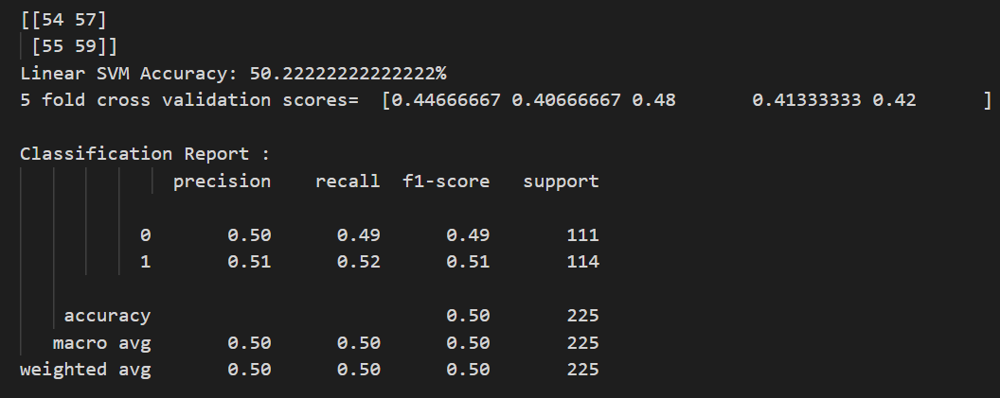 [[54 57]
[55 59]]
Linear SVM Accuracy: 50.22222222222222%
5 fold cross validation scores=  [0.44666667 0.40666667 0.48       0.41333333 0.42      ]
Classification Report :
precision    recall  f1-score   support
0       0.50      0.49      0.49       111
1       0.51      0.52      0.51       114
accuracy                           0.50       225
macro avg       0.50      0.50      0.50       225
weighted avg       0.50      0.50      0.50       225